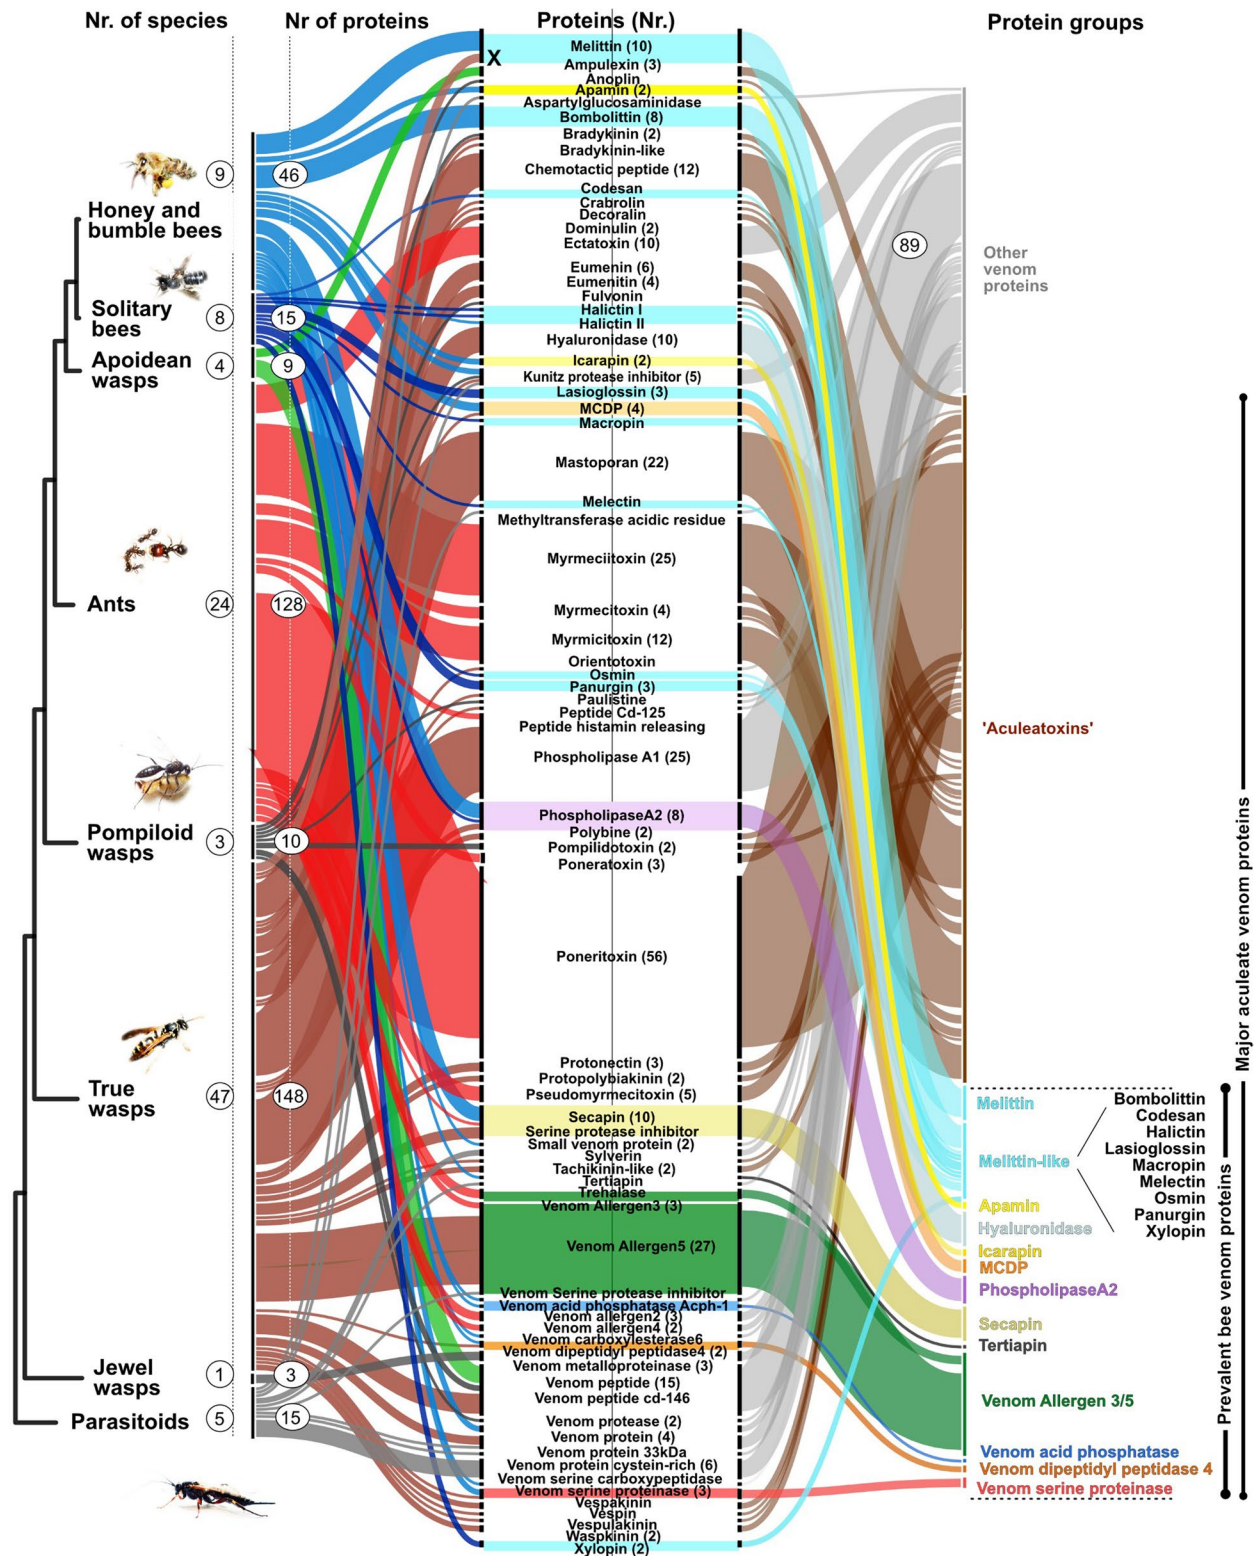 Nr. of species
Nr of proteins
Proteins (Nr.)
Protein groups
9
46
Honey and
bumble bees
Solitary
bees
8
15
Apoidean
wasps
4
9
Ants
24
128
Pompiloid
wasps
3
10
True
wasps
47
148
Jewel
wasps
1
3
Parasitoids
5
15
X
Melittin (10)
Ampulexin (3)
Anoplin
Apamin (2)
Aspartylglucosaminidase
Bombolittin (8)
Bradykinin (2)
Bradykinin-like
Chemotactic peptide (12)
Codesan
Crabrolin
Decoralin
Dominulin (2)
Ectatoxin (10)
Eumenin (6)
Eumenitin (4)
Fulvonin
Halictin I
Halictin II
Hyaluronidase (10)
Icarapin (2)
Kunitz protease inhibitor (5)
Lasioglossin (3)
MCDP (4)
Macropin
Mastoporan (22)
Melectin
Methyltransferase acidic residue
Myrmeciitoxin (25)
Myrmecitoxin (4)
Myrmicitoxin (12)
Orientotoxin
Osmin
Panurgin (3)
Paulistine
Peptide Cd-125
Peptide histamin releasing
Phospholipase A1 (25)
PhospholipaseA2 (8)
Polybine (2)
Pompilidotoxin (2)
Poneratoxin (3)
Poneritoxin (56)
Protonectin (3)
Protopolybiakinin (2)
Pseudomyrmecitoxin (5)
Secapin (10)
Serine protease inhibitor
Small venom protein (2)
Sylverin
Tachikinin-like (2)
Tertiapin
Trehalase
Venom Allergen3 (3)
Venom Allergen5 (27)
Venom Serine protease inhibitor
Venom acid phosphatase Acph-1
Venom allergen2 (3)
Venom allergen4 (2)
Venom carboxylesterase6
Venom dipeptidyl peptidase4 (2)
Venom metalloproteinase (3)
Venom peptide (15)
Venom peptide cd-146
Venom protease (2)
Venom protein (4)
Venom protein 33kDa
Venom protein cystein-rich (6)
Venom serine carboxypeptidase
Venom serine proteinase (3)
Vespakinin
Vespin
Vespulakinin
Waspkinin (2)
Xylopin (2)
89
Other
venom
proteins
'Aculeatoxins'
Melittin
Melittin-like
Bombolittin
Codesan
Halictin
Lasioglossin
Macropin
Melectin
Osmin
Panurgin
Xylopin
Apamin
Hyaluronidase
Icarapin
MCDP
PhospholipaseA2
Secapin
Tertiapin
Venom Allergen 3/5
Venom acid phosphatase
Venom dipeptidyl peptidase 4
Venom serine proteinase
Prevalent bee venom proteins
Major aculeate venom proteins